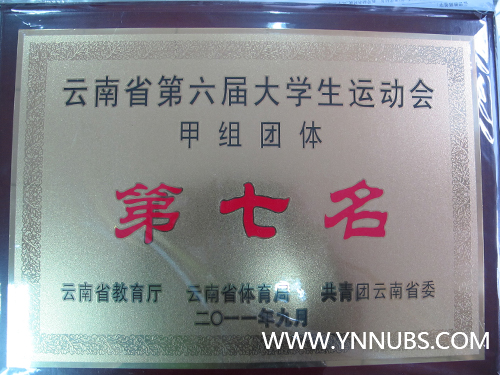 云南省第六届大学生运动会
甲组团体
第七名
云南省教育厅 云南省体育局 共青团云南省委
二〇一一年九月
WWW.YNNUBS.COM